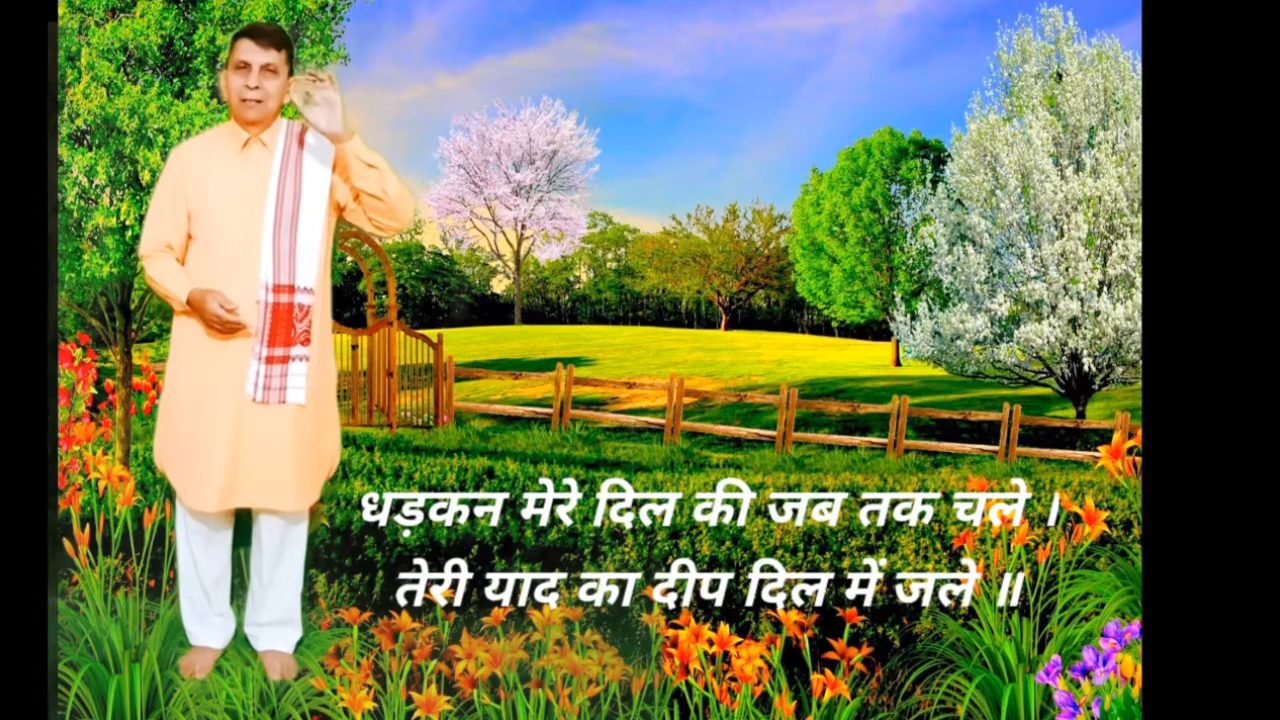 धड़कन मेरे दिल की जब तक चले ।
तेरी याद का दीप दिल में जले ॥